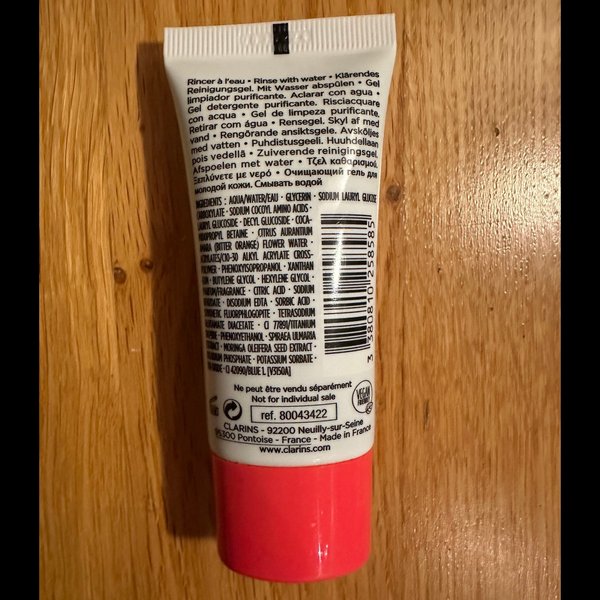 Rincer à l'eau • Rinse with water • Klärendes
Reinigungsgel. Mit Wasser abspülen • Gel
limpiador purificante. Aclarar con agua •
Gel detergente purificante. Risciacquare
con acqua • Gel de limpeza purificante.
Retirar com água • Rensegel. Skyl af med
vand • Rengörande ansiktsgele. Avsköljes
med vatten • Puhdistusgeeli. Huuhdellaan
pois vedellä • Zuiverende reinigingsgel.
Afspoelen met water • Τζελ καθαρισμού.
Ξεπλύνετε με νερό • Очищающий гель для
молодой кожи. Смывать водой
INGREDIENTS : AQUA/WATER/EAU • GLYCERIN • SODIUM LAURYL GLUCOSE
CARBOXYLATE • SODIUM COCOYL AMINO ACIDS •
LAURYL GLUCOSIDE • DECYL GLUCOSIDE • COCA-
MIDOPROPYL BETAINE • CITRUS AURANTIUM
AMARA (BITTER ORANGE) FLOWER WATER •
ACRYLATES/C10-30 ALKYL ACRYLATE CROSS-
POLYMER • PHENOXYISOPROPANOL • XANTHAN
BUTYLENE GLYCOL • HEXYLENE GLYCOL •
PARFUM/FRAGRANCE • CITRIC ACID • SODIUM
DISODIUM EDTA • SORBIC ACID •
SYNTHETIC FLUORPHLOGOPITE • TETRASODIUM
GLUTAMATE DIACETATE • CI 77891/TITANIUM
PHENOXYETHANOL • SPIRAEA ULMARIA
EXTRACT • MORINGA OLEIFERA SEED EXTRACT •
PHOSPHATE • POTASSIUM SORBATE •
CI 42090/BLUE 1. [V3150A]
3 380810 258585
Ne peut être vendu séparément
Not for individual sale
VEGAN
ref. 80043422
CLARINS - 92200 Neuilly-sur-Seine
95300 Pontoise - France - Made in France
www.clarins.com